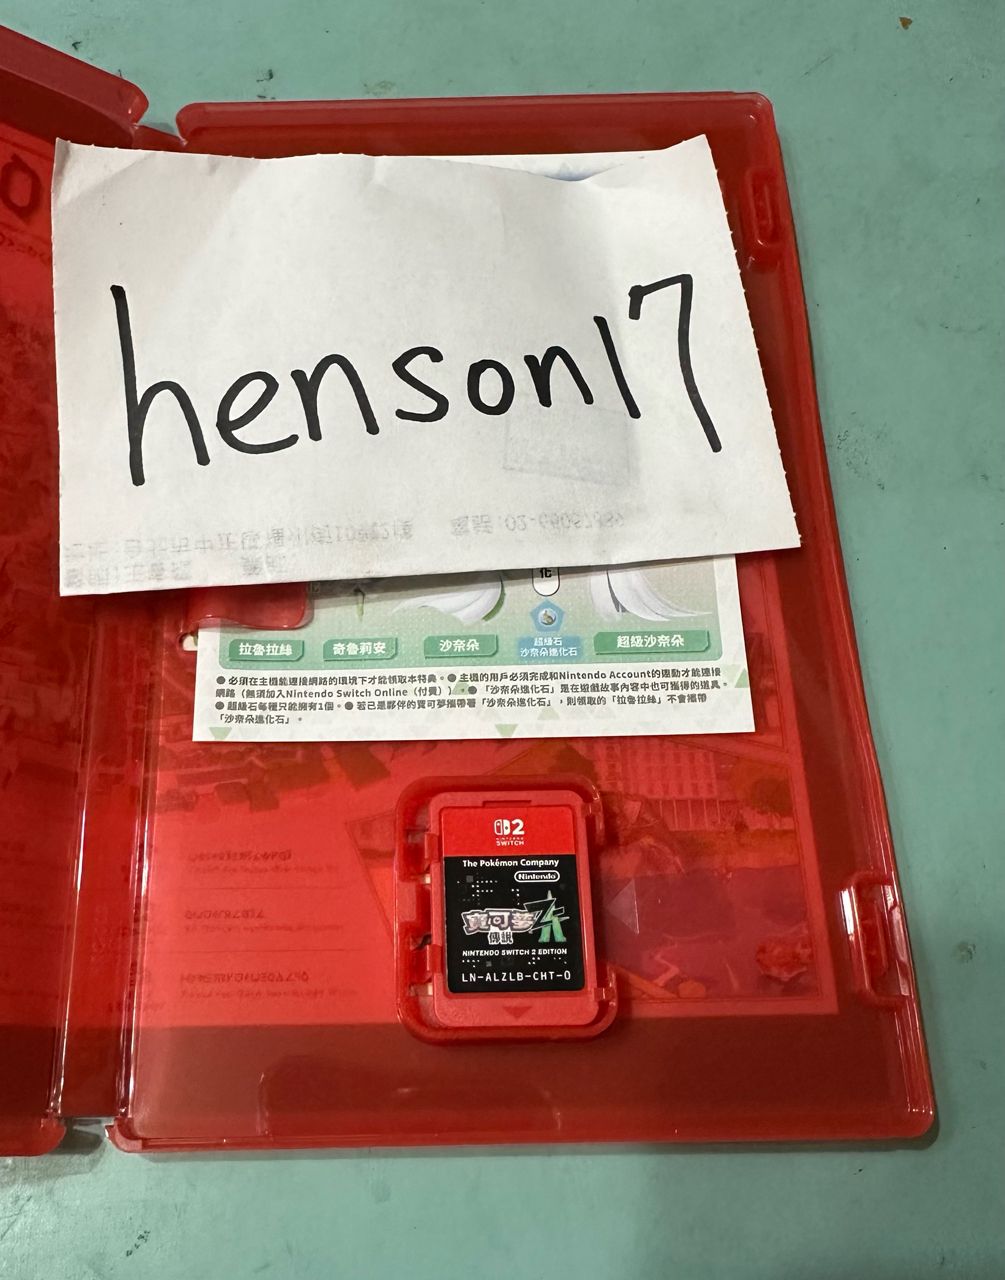 henson17
化
拉魯拉絲
奇魯莉安
沙奈朵
超級石
沙奈朵進化石
超級沙奈朵
●必須在主機能連接網路的環境下才能領取本特典。●主機的用戶必須完成和Nintendo Account的連動才能連接
網路(無須加入Nintendo Switch Online(付費))。●「沙奈朵進化石」是在遊戲故事內容中也可獲得的道具。
●超級石每種只能擁有1個。●若已是夥伴的寶可夢攜帶著「沙奈朵進化石」,則領取的「拉魯拉絲」不會攜帶
「沙奈朵進化石」。
2
NINTENDO
SWITCH
The Pokémon Company
Nintendo
寶可夢
傳說
ZA
NINTENDO SWITCH 2 EDITION
LN-ALZLB-CHT-0